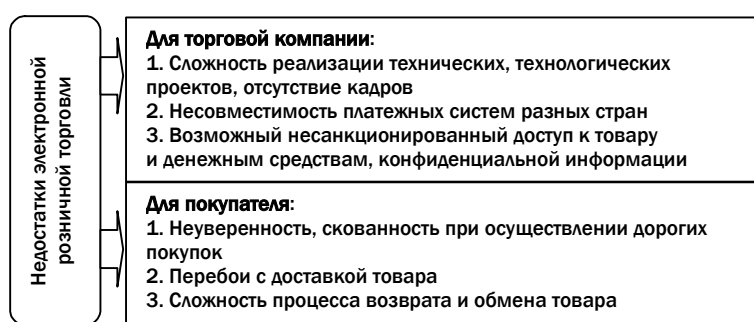 Недостатки электронной
розничной торговли
Для торговой компании:
1. Сложность реализации технических, технологических
проектов, отсутствие кадров
2. Несовместимость платежных систем разных стран
3. Возможный несанкционированный доступ к товару
и денежным средствам, конфиденциальной информации
Для покупателя:
1. Неуверенность, скованность при осуществлении дорогих
покупок
2. Перебои с доставкой товара
3. Сложность процесса возврата и обмена товара